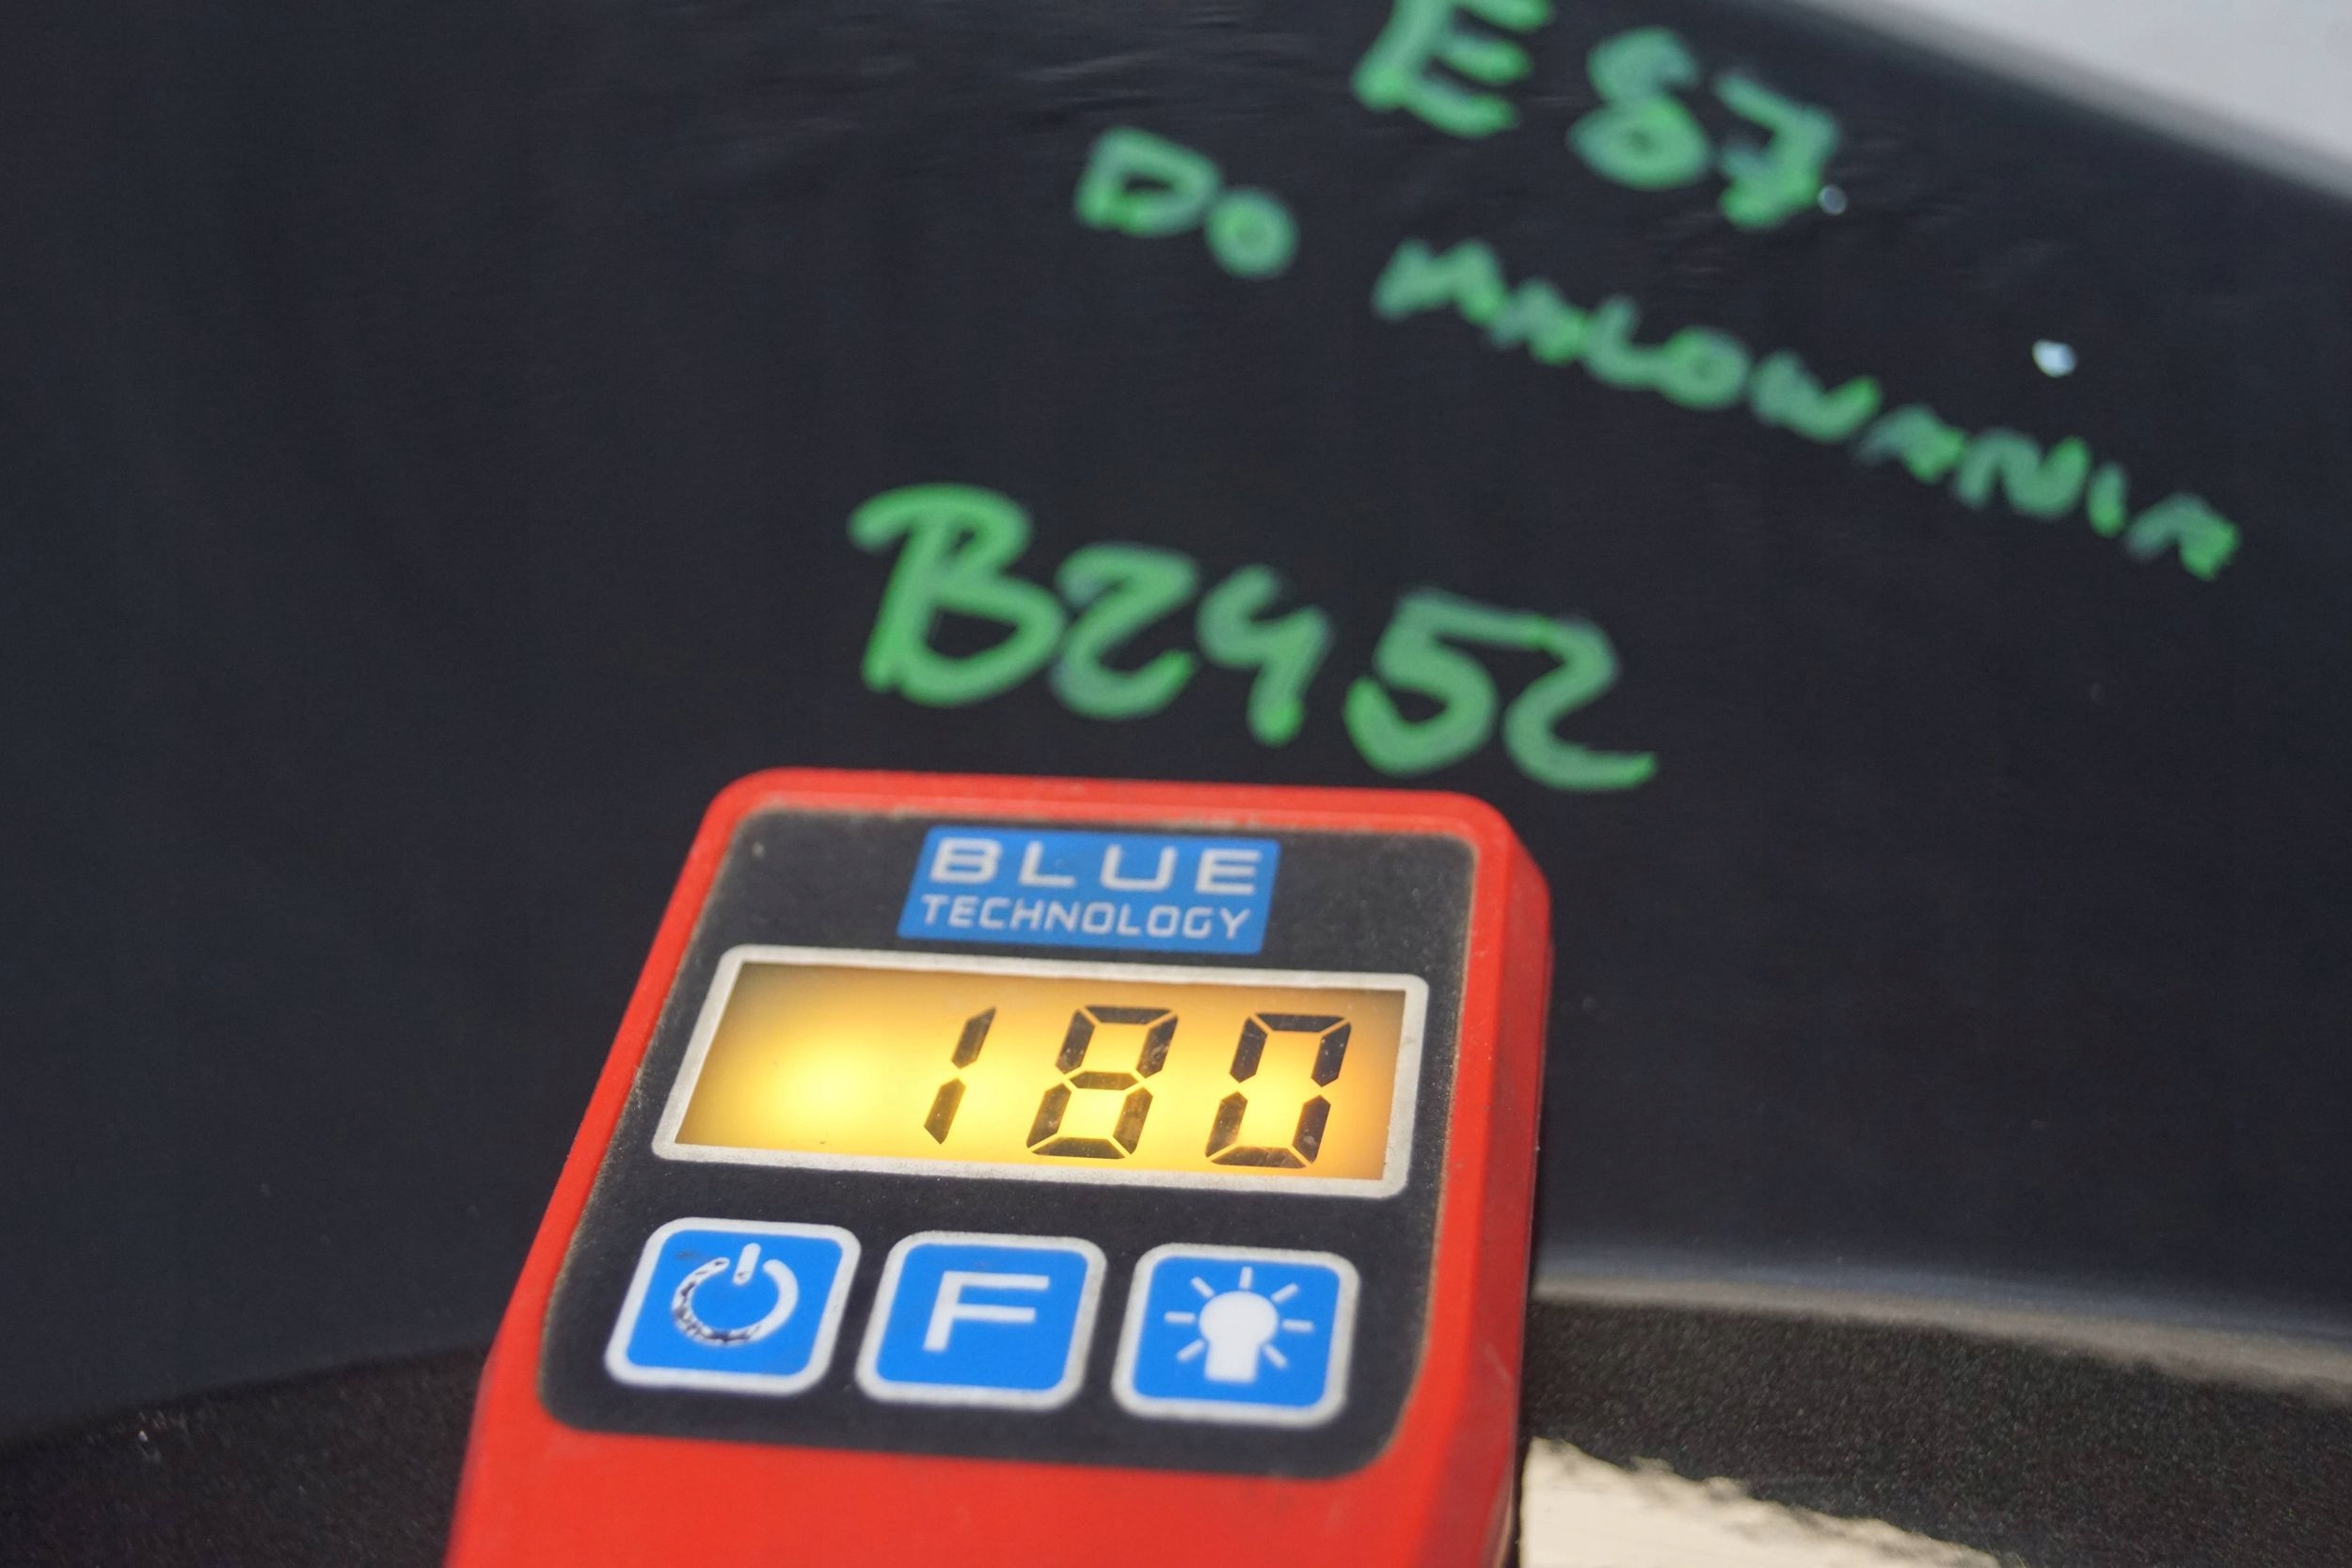 E87
DO MALOWANIA
B2452
BLUE
TECHNOLOGY
180
F